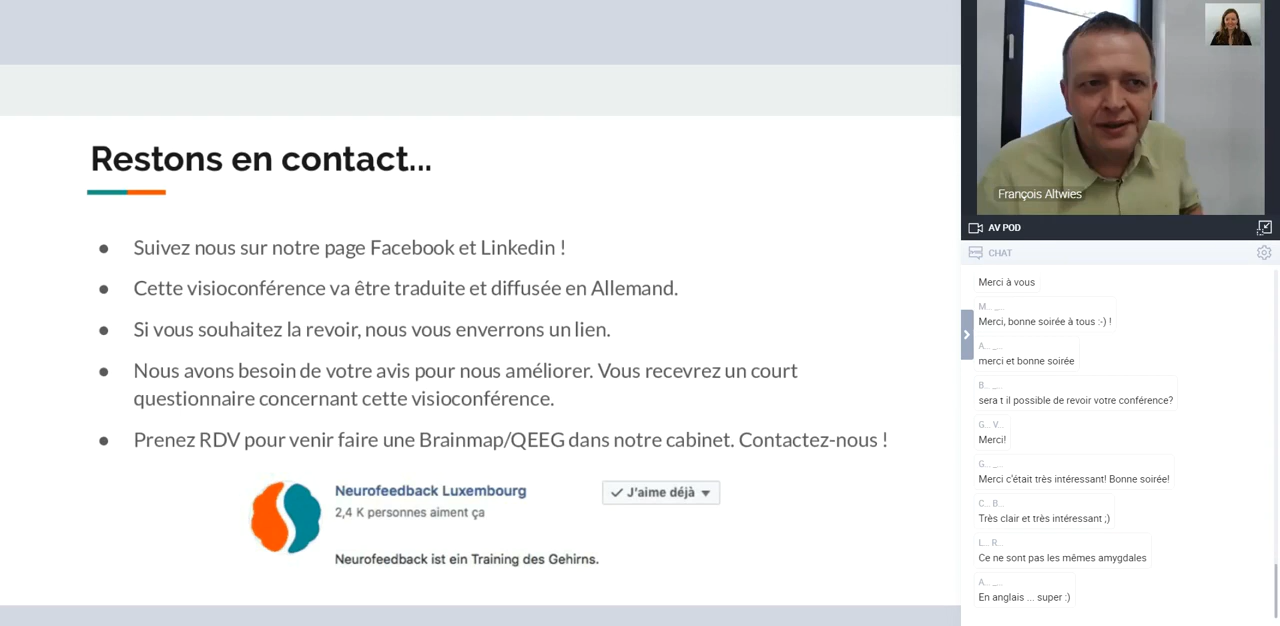 Restons en contact...
● Suivez nous sur notre page Facebook et Linkedin !
● Cette visioconférence va être traduite et diffusée en Allemand.
● Si vous souhaitez la revoir, nous vous enverrons un lien.
● Nous avons besoin de votre avis pour nous améliorer. Vous recevrez un court
questionnaire concernant cette visioconférence.
● Prenez RDV pour venir faire une Brainmap/QEEG dans notre cabinet. Contactez-nous !
Neurofeedback Luxembourg
2,4 K personnes aiment ça
J'aime déjà
Neurofeedback ist ein Training des Gehirns.
François Altwies
AV POD
CHAT
Merci à vous
M... _...
Merci, bonne soirée à tous :-) !
A... _...
merci et bonne soirée
B... _...
sera t il possible de revoir votre conférence?
G... V...
Merci!
G... _...
Merci c'était très intéressant! Bonne soirée!
C... B...
Très clair et très intéressant ;)
L... R...
Ce ne sont pas les mêmes amygdales
A... _...
En anglais ... super :)